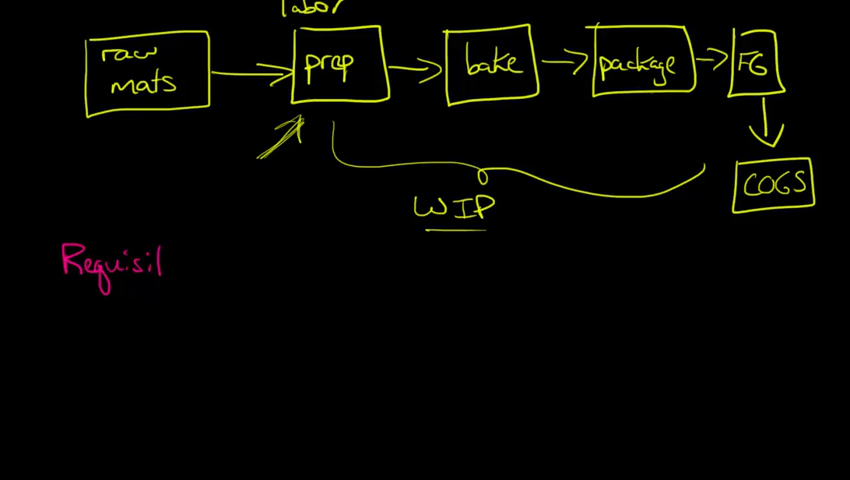 labor
raw
mats
prep
bake
package
FG
COGS
WIP
Requisil